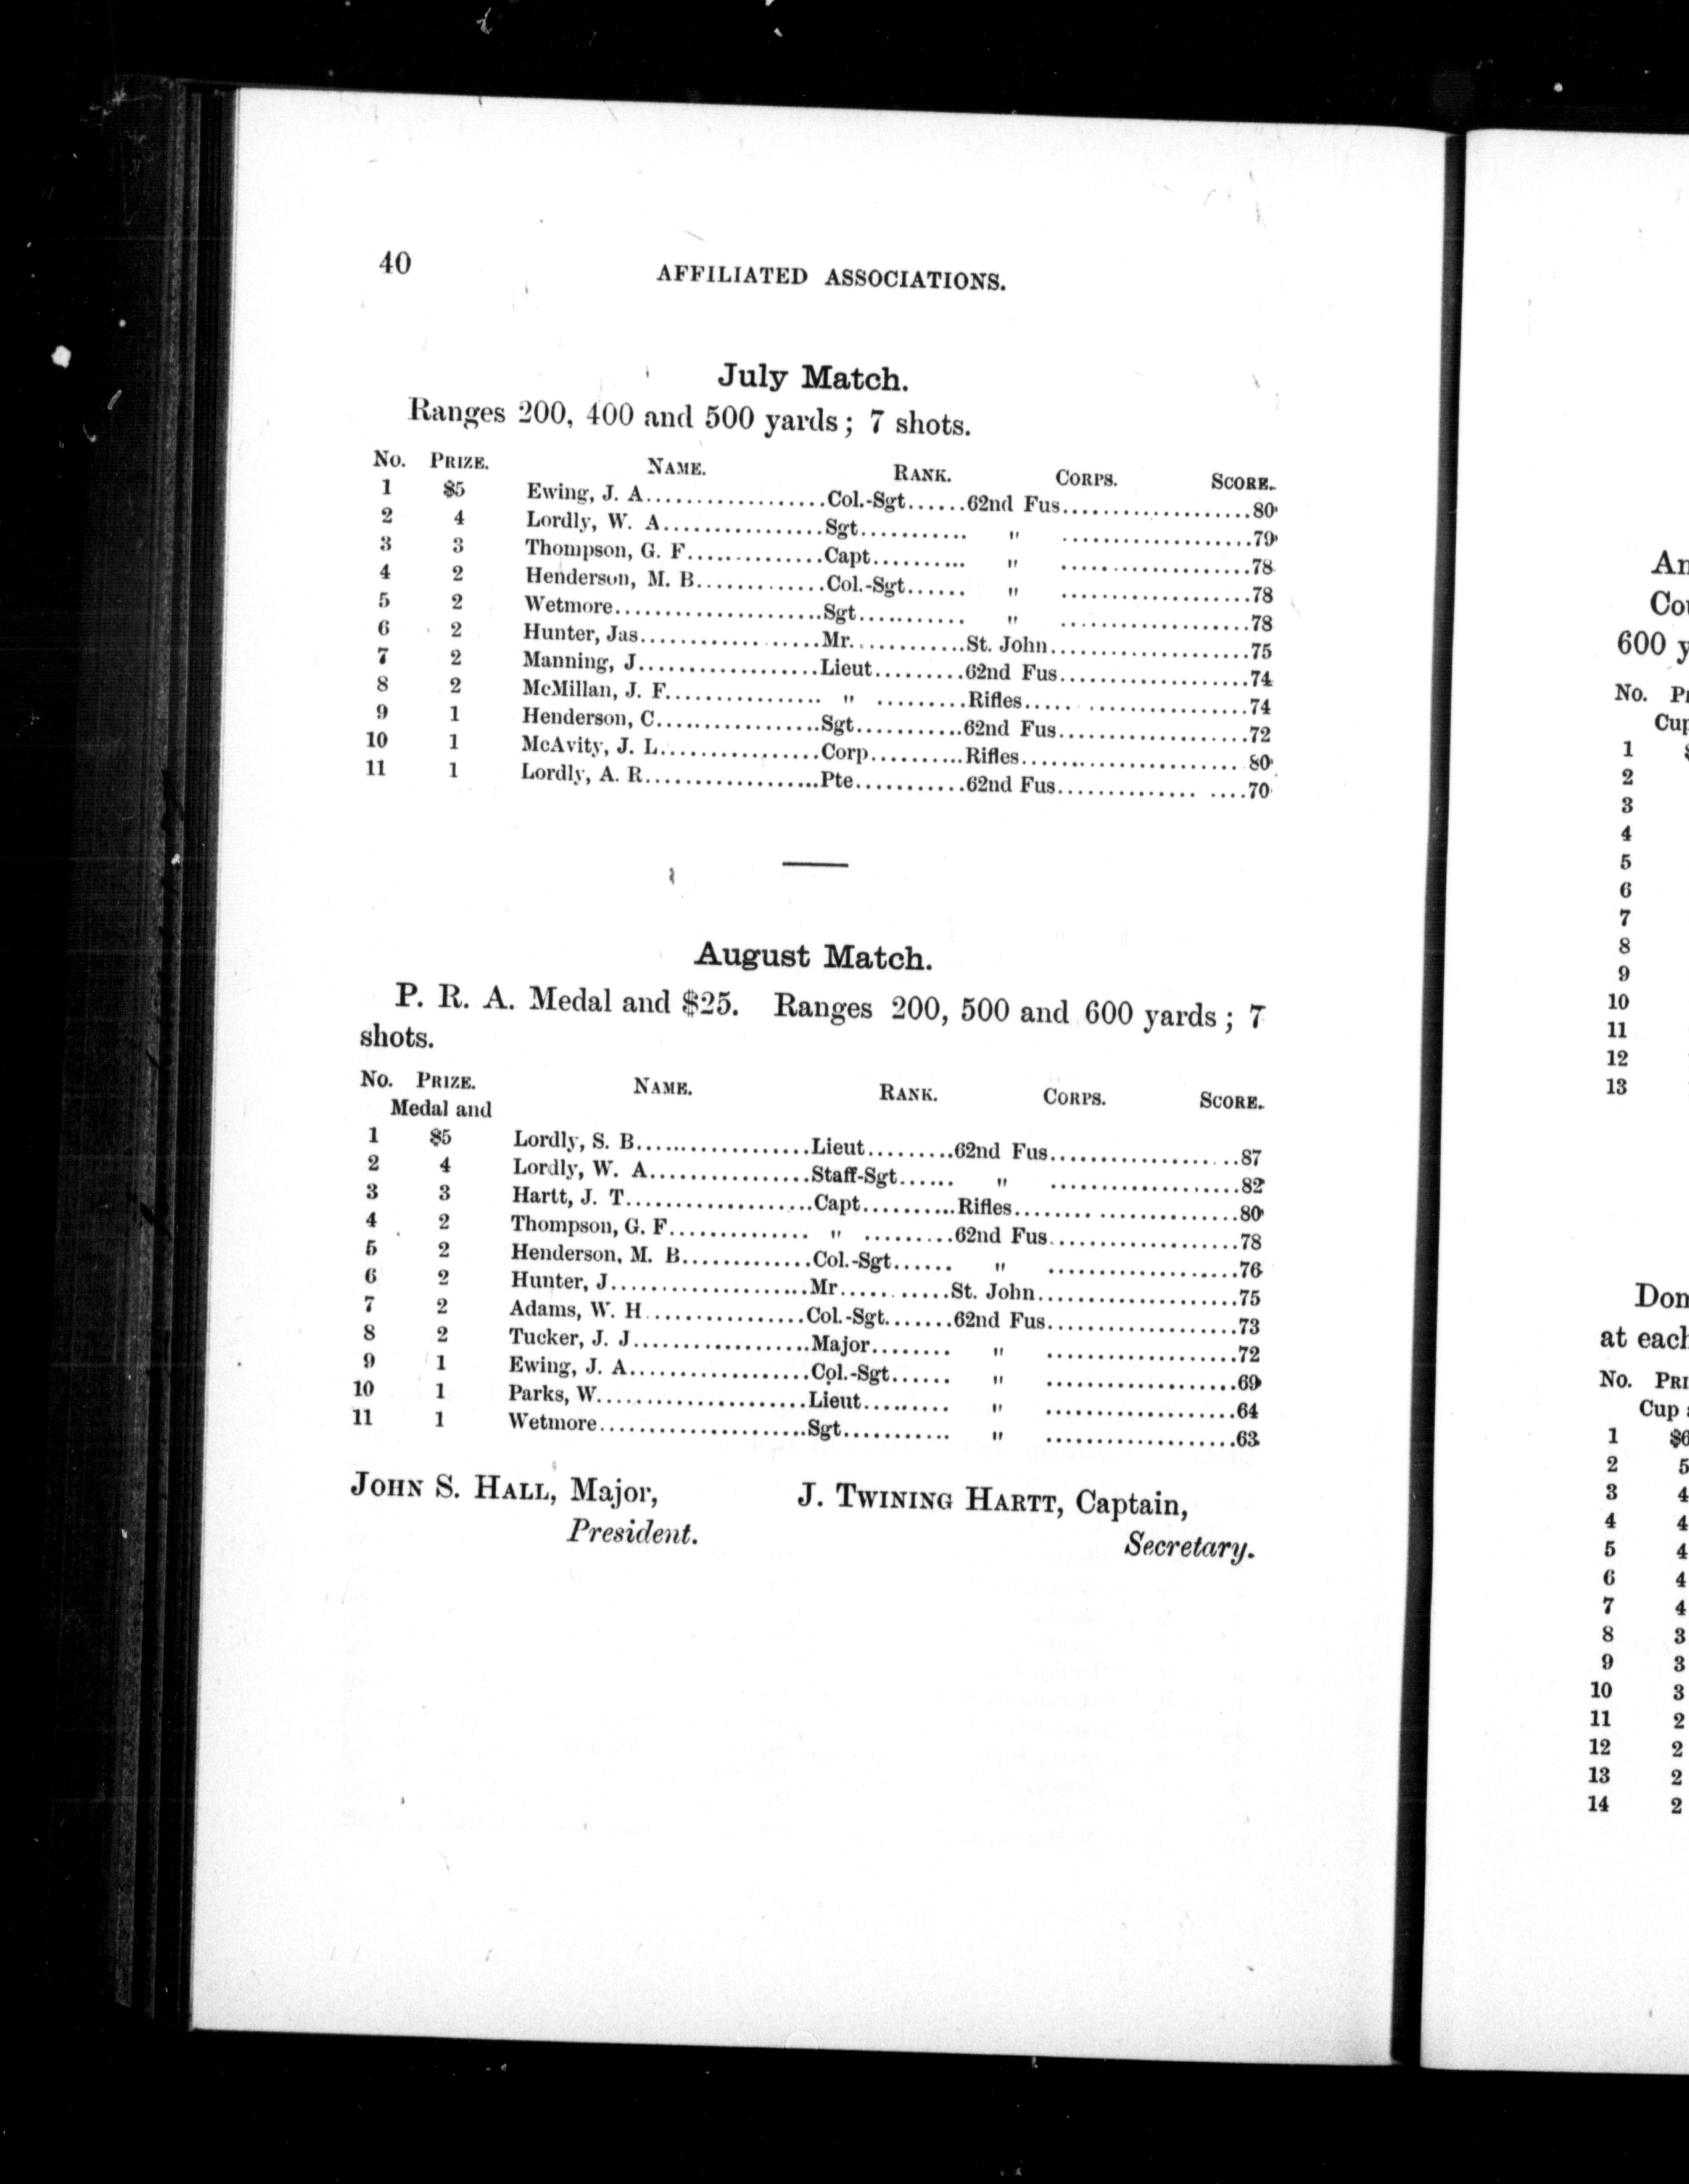 40
AFFILIATED ASSOCIATIONS.
July Match.
Ranges 200, 400 and 500 yards; 7 shots.
No. PRIZE. NAME. RANK. CORPS. SCORE.
1 $5 Ewing, J. A..................Col.-Sgt......62nd Fus...................80
2 4 Lordly, W. A................Sgt........... " ...................79
3 3 Thompson, G. F..............Capt.......... " ...................78
4 2 Henderson, M. B.............Col.-Sgt...... " ...................78
5 2 Wetmore.....................Sgt........... " ...................78
6 2 Hunter, Jas..................Mr............St. John....................75
7 2 Manning, J..................Lieut.........62nd Fus...................74
8 2 McMillan, J. F................ " .........Rifles..... ................74
9 1 Henderson, C.................Sgt...........62nd Fus...................72
10 1 McAvity, J. L................Corp..........Rifles...................... 80
11 1 Lordly, A. R..................Pte...........62nd Fus.............. ....70
August Match.
P. R. A. Medal and $25. Ranges 200, 500 and 600 yards; 7
shots.
No. PRIZE. NAME. RANK. CORPS. SCORE.
Medal and
1 $5 Lordly, S. B..................Lieut.........62nd Fus...................87
2 4 Lordly, W. A................Staff-Sgt...... " ...................82
3 3 Hartt, J. T...................Capt..........Rifles........ ..............80
4 2 Thompson, G. F.............. " .........62nd Fus...................78
5 2 Henderson, M. B.............Col.-Sgt...... " ...................76
6 2 Hunter, J....................Mr...........St. John....................75
7 2 Adams, W. H................Col.-Sgt.......62nd Fus...................73
8 2 Tucker, J. J..................Major........ " ...................72
9 1 Ewing, J. A..................Col.-Sgt...... " ...................69
10 1 Parks, W.....................Lieut......... " ...................64
11 1 Wetmore.....................Sgt........... " ...................63
JOHN S. HALL, Major, J. TWINING HARTT, Captain,
President. Secretary.
600 y
No.
1
2
3
4
5
6
7
8
9
10
11
12
13
at each
No.
Cup
1 $6
2 5
3 4
4 4
5 4
6 4
7 4
8 3
9 3
10 3
11 2
12 2
13 2
14 2